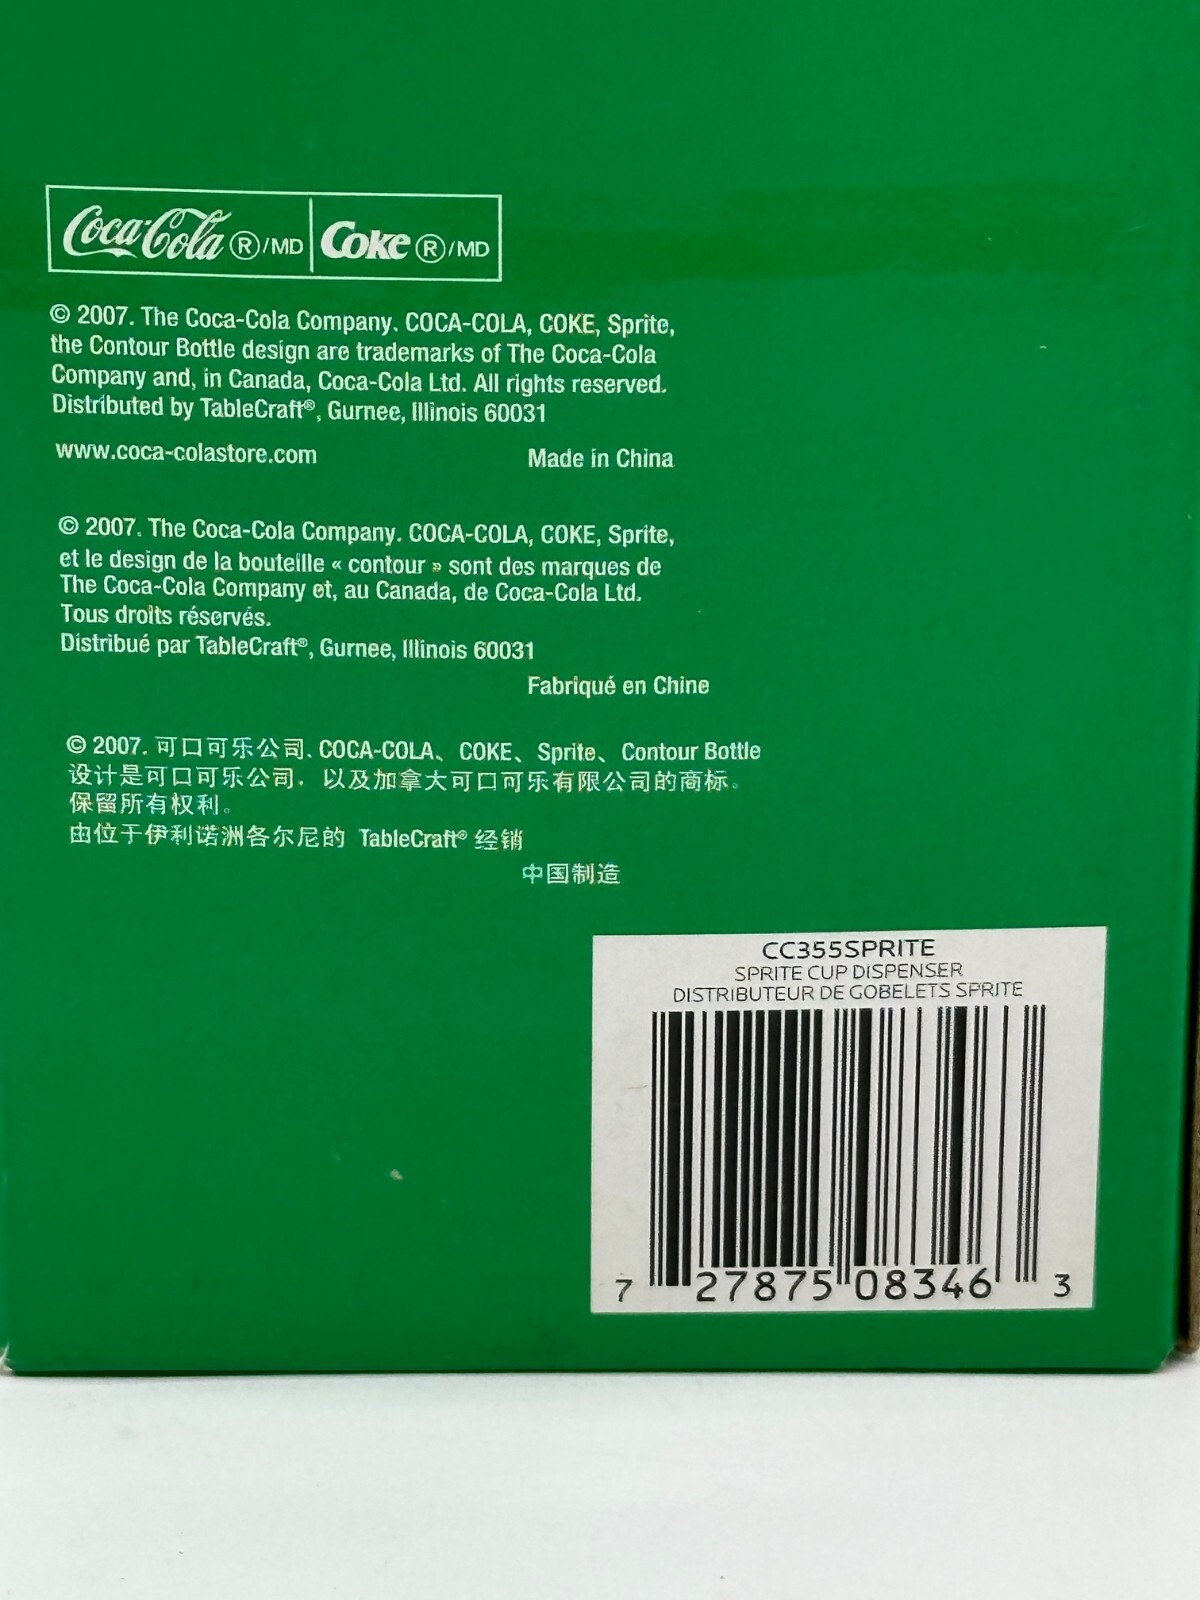 Coca-Cola ®/MD | Coke ®/MD
© 2007. The Coca-Cola Company. COCA-COLA, COKE, Sprite,
the Contour Bottle design are trademarks of The Coca-Cola
Company and, in Canada, Coca-Cola Ltd. All rights reserved.
Distributed by TableCraft®, Gurnee, Illinois 60031
www.coca-colastore.com Made in China
© 2007. The Coca-Cola Company. COCA-COLA, COKE, Sprite,
et le design de la bouteille « contour » sont des marques de
The Coca-Cola Company et, au Canada, de Coca-Cola Ltd.
Tous droits réservés.
Distribué par TableCraft®, Gurnee, Illinois 60031
Fabriqué en Chine
© 2007. 可口可乐公司. COCA-COLA、 COKE、 Sprite、 Contour Bottle
设计是可口可乐公司，以及加拿大可口可乐有限公司的商标。
保留所有权利。
由位于伊利诺洲各尔尼的 TableCraft® 经销
中国制造
CC355SPRITE
SPRITE CUP DISPENSER
DISTRIBUTEUR DE GOBELETS SPRITE
7 27875 08346 3